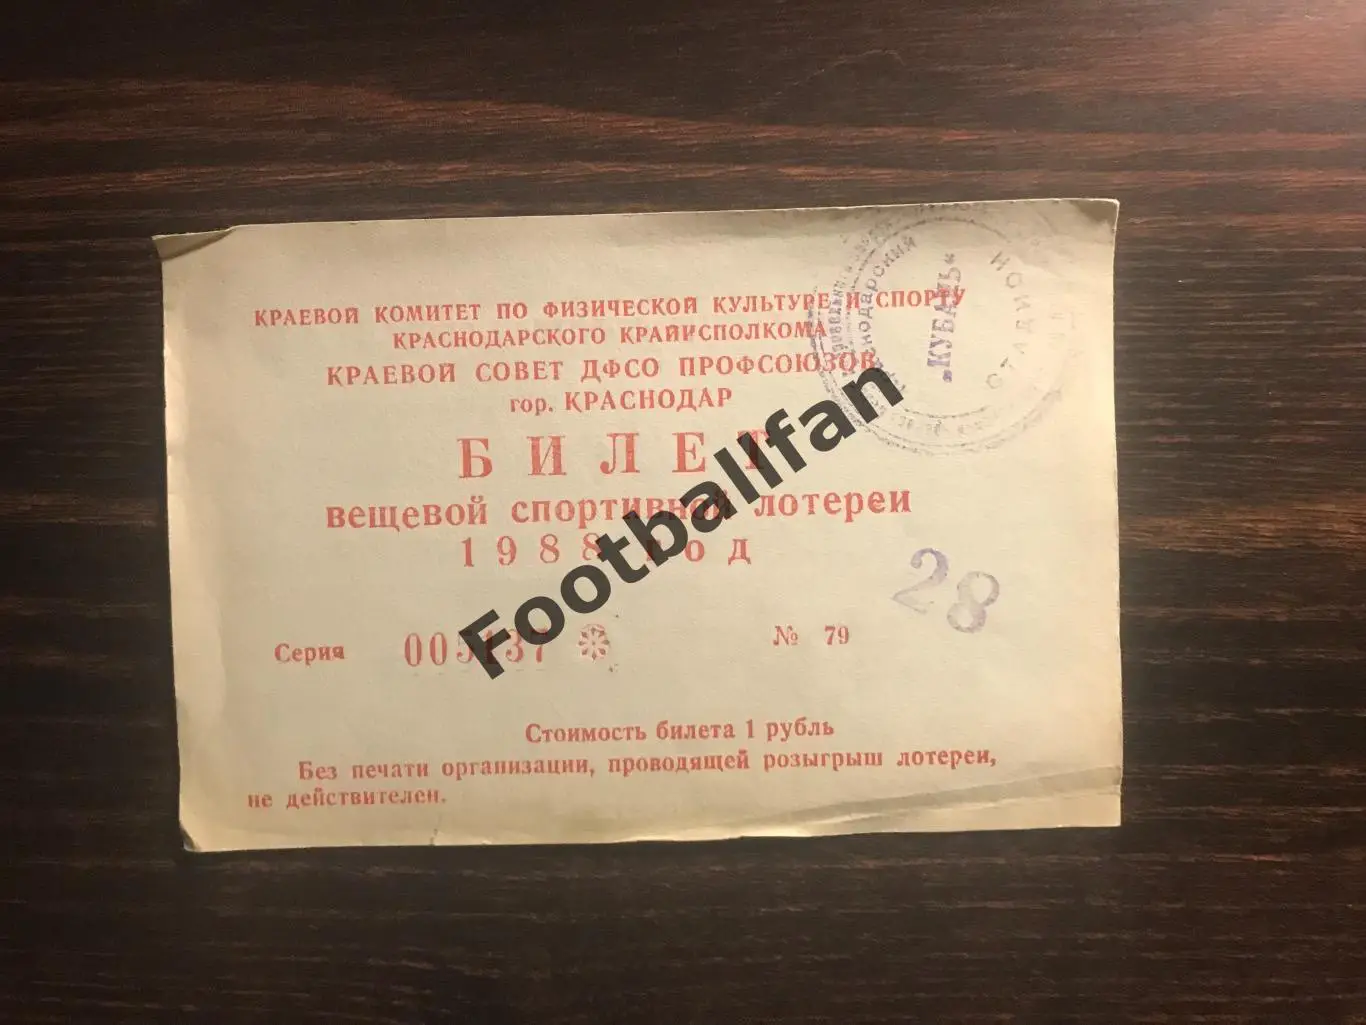 КРАЕВОЙ КОМИТЕТ ПО ФИЗИЧЕСКОЙ КУЛЬТУРЕ И СПОРТУ
КРАСНОДАРСКОГО КРАЙИСПОЛКОМА
КРАЕВОЙ СОВЕТ ДФСО ПРОФСОЮЗОВ
гор. КРАСНОДАР
БИЛЕТ
вещевой спортивной лотереи
1988 год
Серия 005137 № 79
28
Стоимость билета 1 рубль
Без печати организации, проводящей розыгрыш лотереи,
не действителен.
Краснодарский
СТАДИОН
„КУБАНЬ“
Footballfan